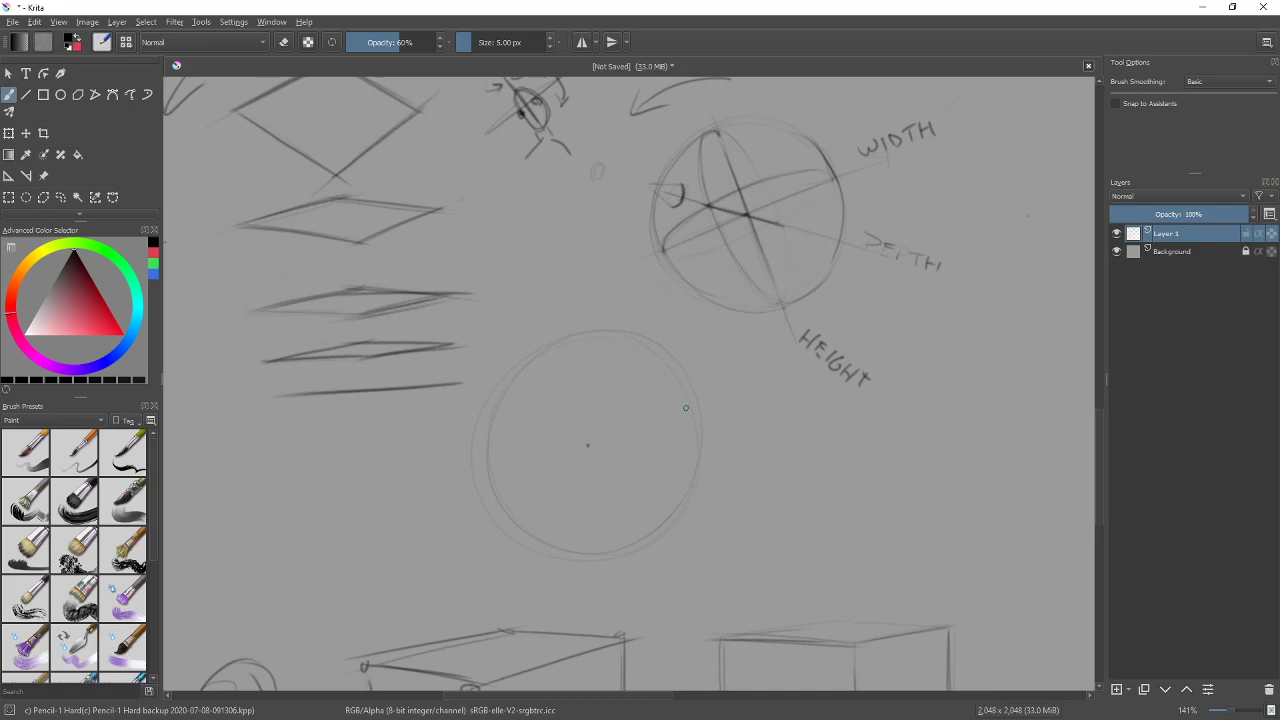 - Krita
File Edit View Image Layer Select Filter Tools Settings Window Help
Normal Opacity: 60% Size: 5.00 px
[Not Saved] (33.0 MiB) *
Tool Options
Brush Smoothing: Basic
Snap to Assistants
WIDTH
DEPTH
HEIGHT
Layers
Normal
Opacity: 100%
Layer 1
Background
Advanced Color Selector
Brush Presets
Paint Tag
Search
c) Pencil-1 Hard(c) Pencil-1 Hard backup 2020-07-08-091306.kpp) RGB/Alpha (8-bit integer/channel) sRGB-elle-V2-srgbtrc.icc 2,048 x 2,048 (33.0 MiB) 141%